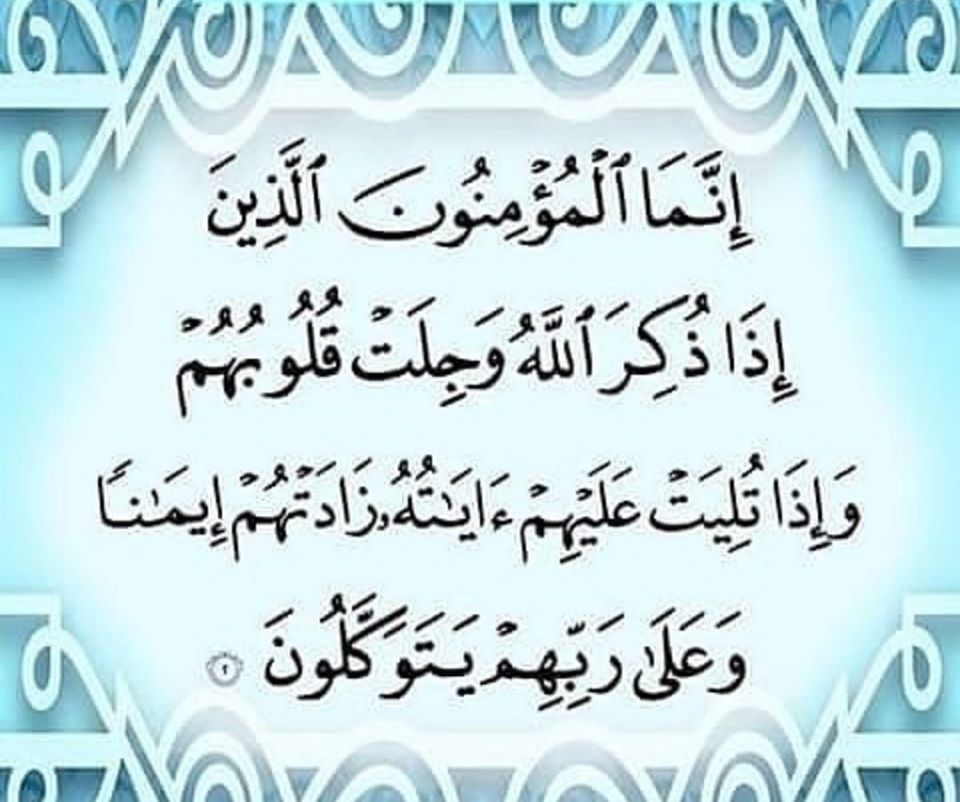 إِنَّمَا ٱلْمُؤْمِنُونَ ٱلَّذِينَ
إِذَا ذُكِرَ ٱللَّهُ وَجِلَتْ قُلُوبُهُمْ
وَإِذَا تُلِيَتْ عَلَيْهِمْ ءَايَٰتُهُۥ زَادَتْهُمْ إِيمَٰنًا
وَعَلَىٰ رَبِّهِمْ يَتَوَكَّلُونَ ٢